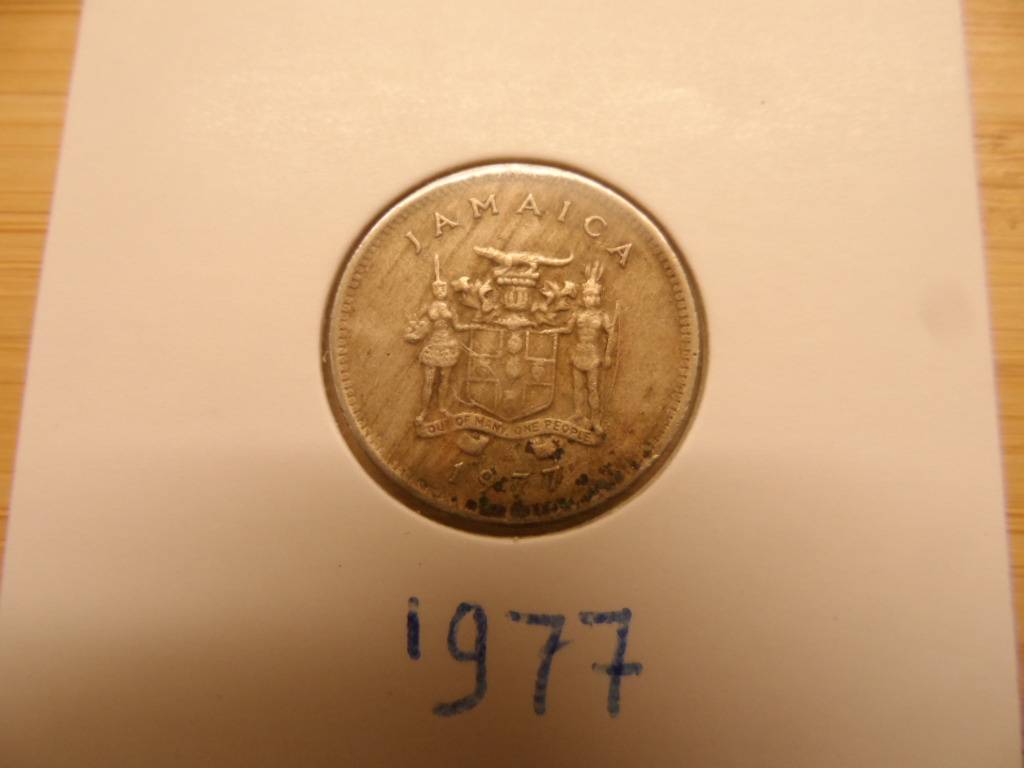 JAMAICA
OUT OF MANY, ONE PEOPLE
1977
1977